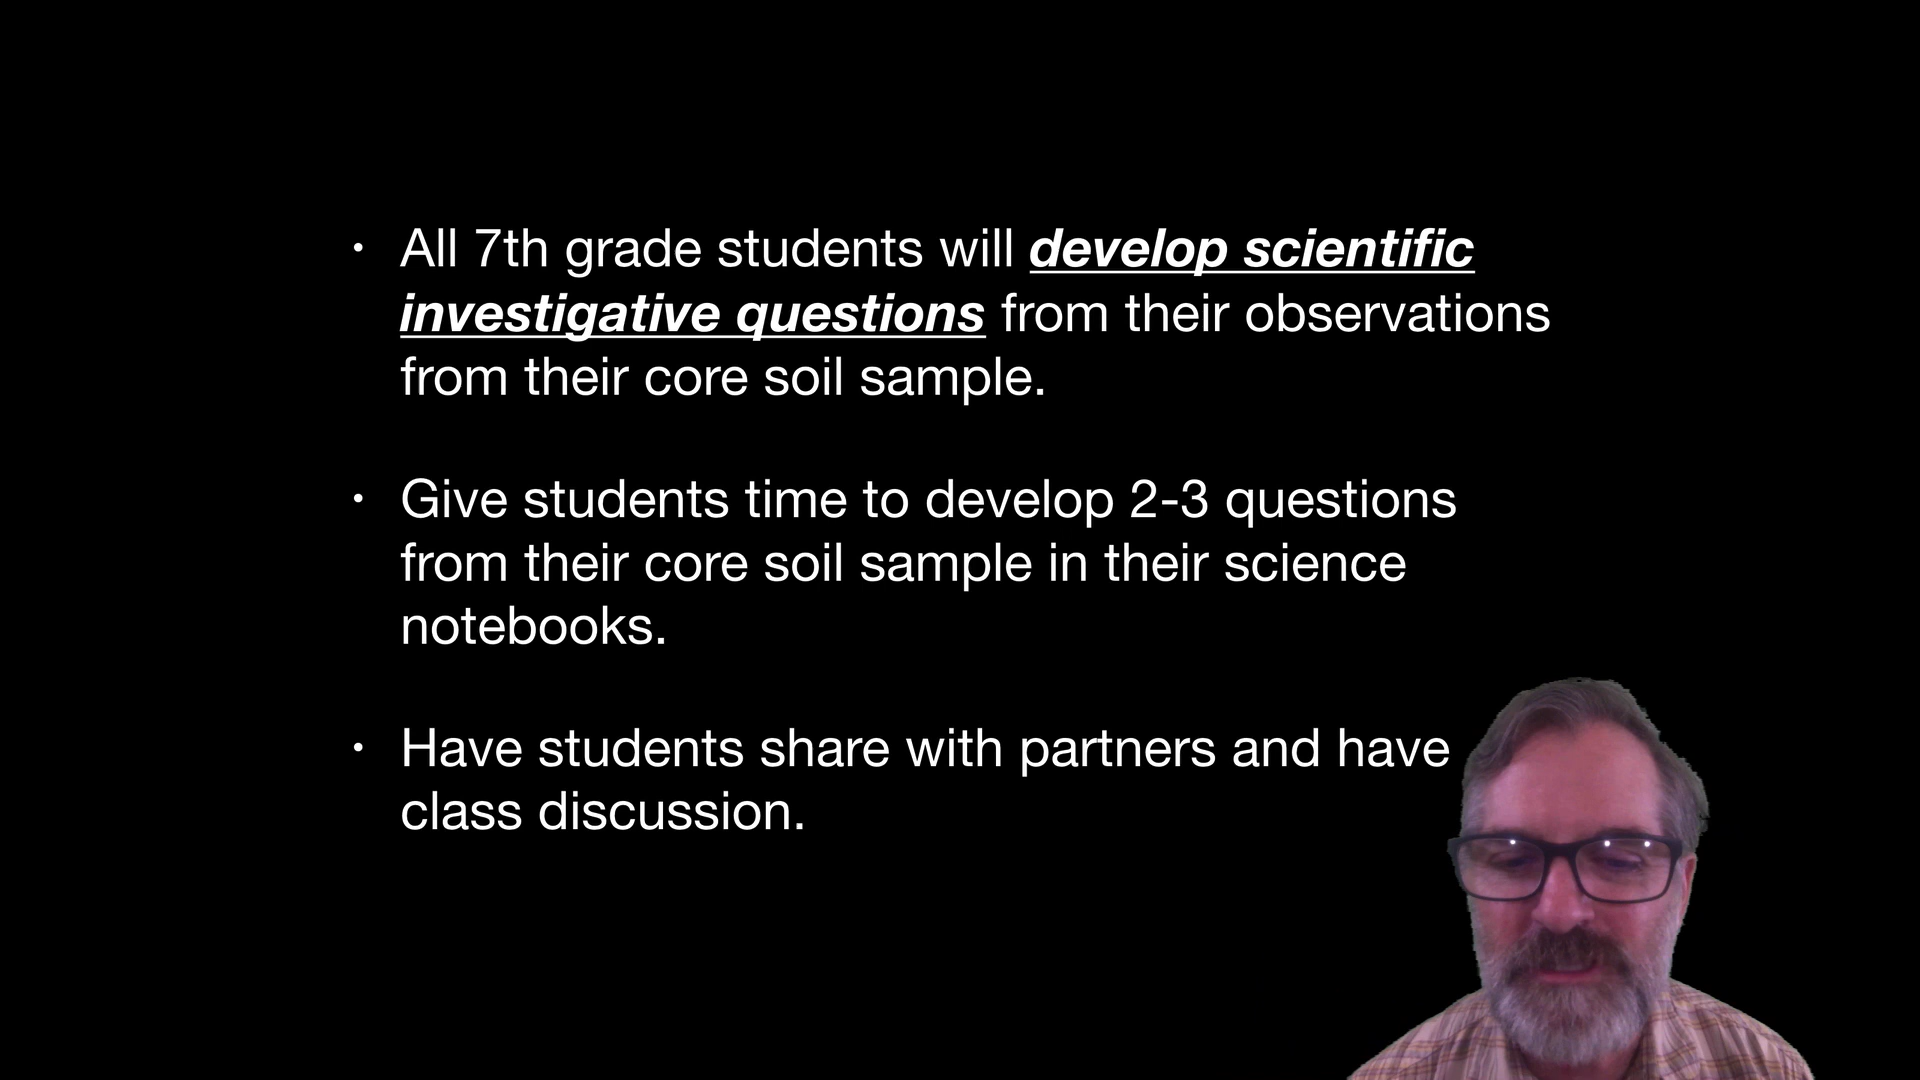 • All 7th grade students will develop scientific
investigative questions from their observations
from their core soil sample.
• Give students time to develop 2-3 questions
from their core soil sample in their science
notebooks.
• Have students share with partners and have
class discussion.